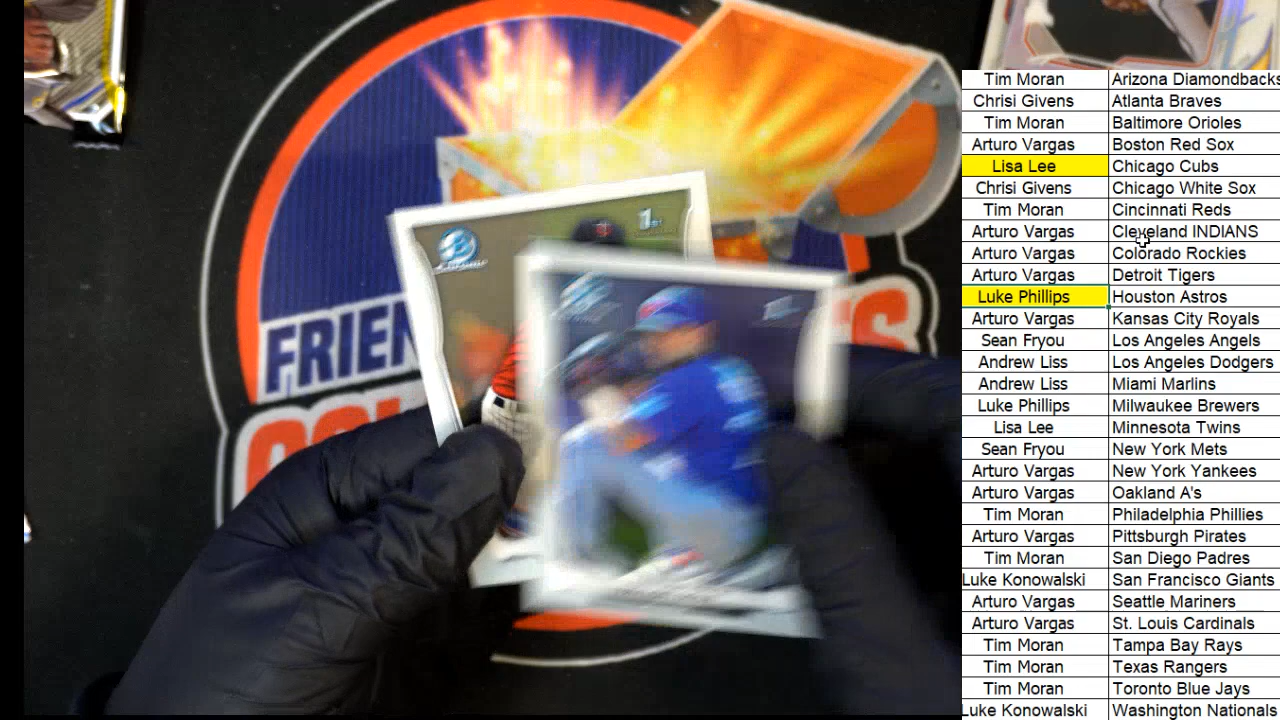 Tim Moran Arizona Diamondbacks
Chrisi Givens Atlanta Braves
Tim Moran Baltimore Orioles
Arturo Vargas Boston Red Sox
Lisa Lee Chicago Cubs
Chrisi Givens Chicago White Sox
Tim Moran Cincinnati Reds
Arturo Vargas Cleveland INDIANS
Arturo Vargas Colorado Rockies
Arturo Vargas Detroit Tigers
Luke Phillips Houston Astros
Arturo Vargas Kansas City Royals
Sean Fryou Los Angeles Angels
Andrew Liss Los Angeles Dodgers
Andrew Liss Miami Marlins
Luke Phillips Milwaukee Brewers
Lisa Lee Minnesota Twins
Sean Fryou New York Mets
Arturo Vargas New York Yankees
Arturo Vargas Oakland A's
Tim Moran Philadelphia Phillies
Arturo Vargas Pittsburgh Pirates
Tim Moran San Diego Padres
Luke Konowalski San Francisco Giants
Arturo Vargas Seattle Mariners
Arturo Vargas St. Louis Cardinals
Tim Moran Tampa Bay Rays
Tim Moran Texas Rangers
Tim Moran Toronto Blue Jays
Luke Konowalski Washington Nationals
FRIEN
1st